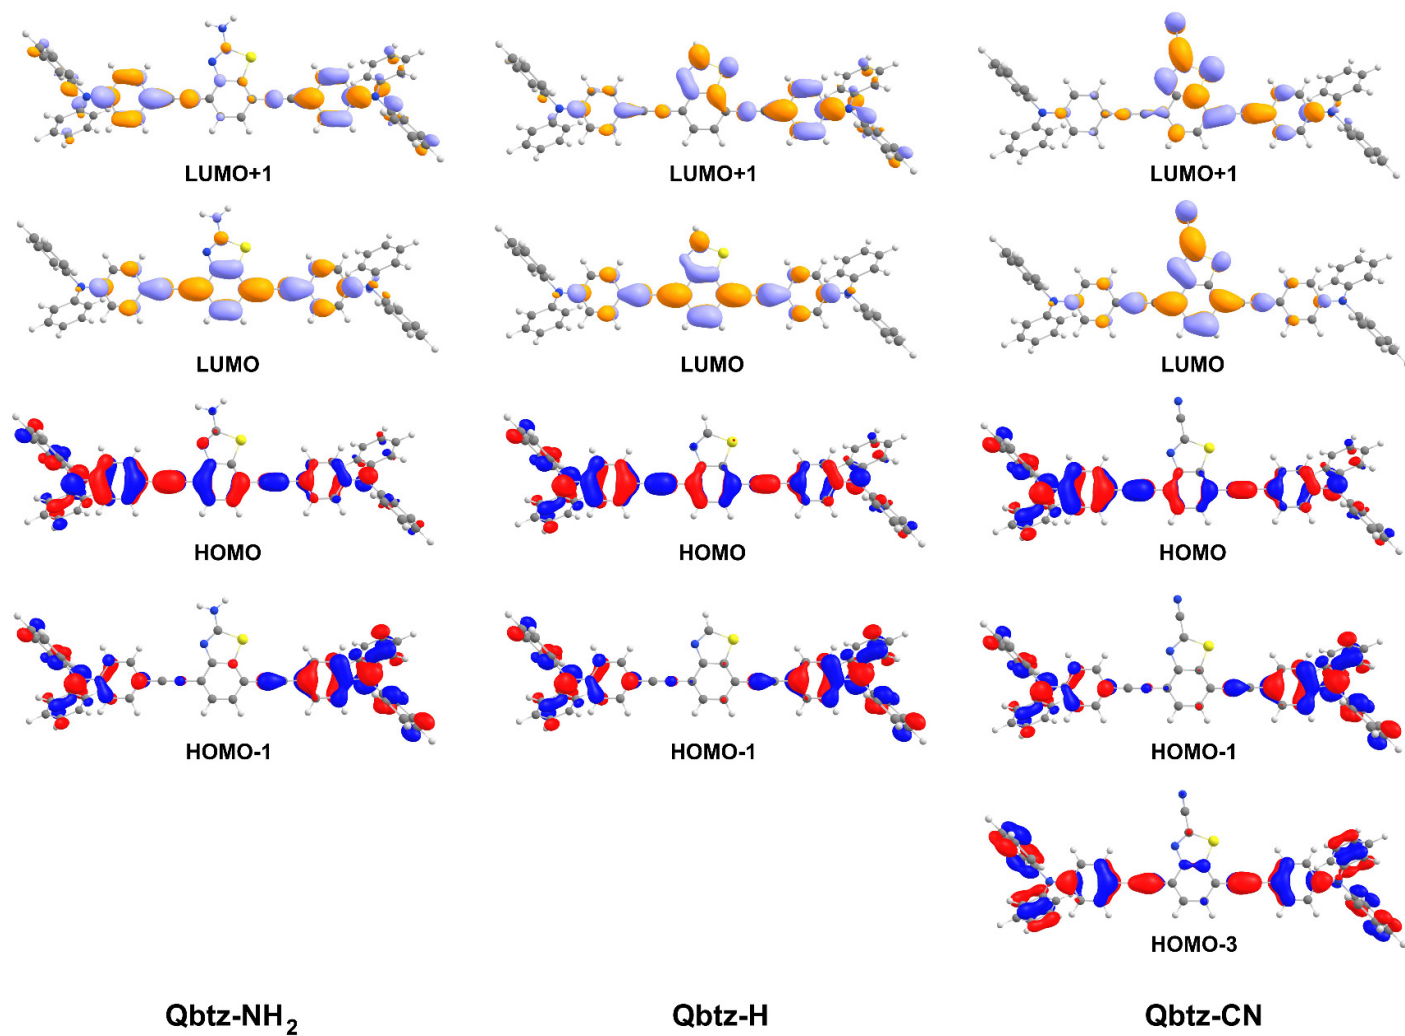 LUMO+1 LUMO+1 LUMO+1
LUMO LUMO LUMO
HOMO HOMO HOMO
HOMO-1 HOMO-1 HOMO-1
HOMO-3
Qbtz-NH₂ Qbtz-H Qbtz-CN